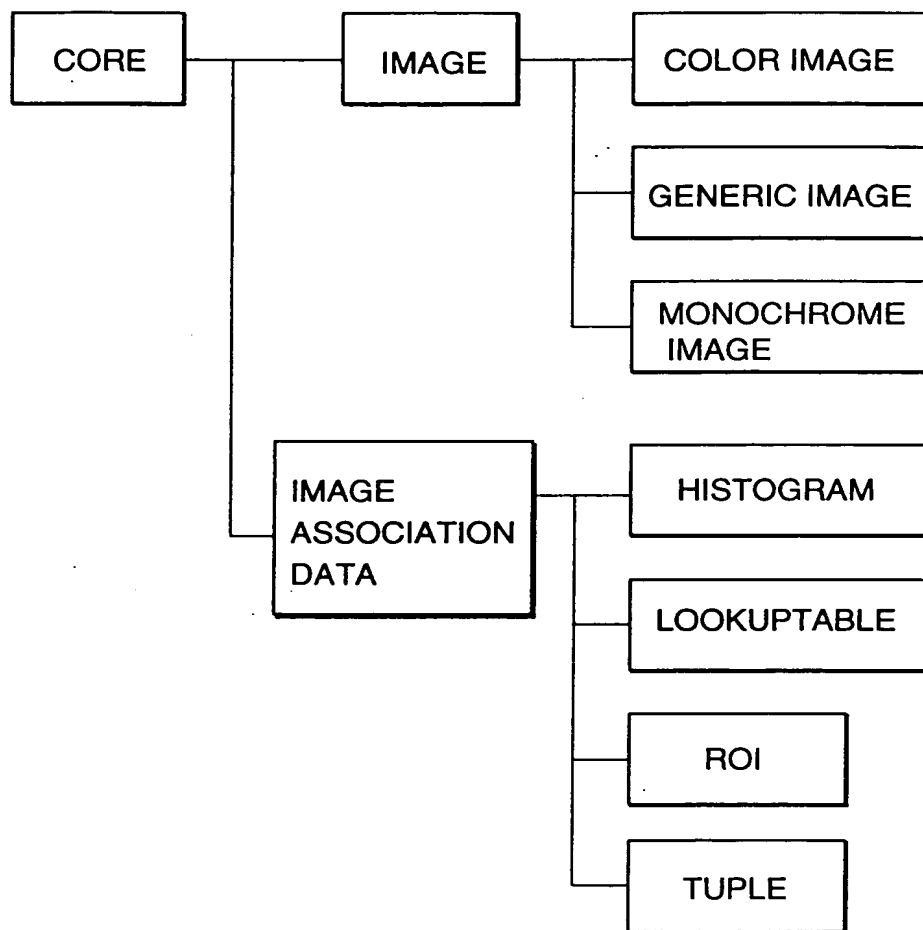 CORE
IMAGE
COLOR IMAGE
GENERIC IMAGE
MONOCHROME
IMAGE
IMAGE
ASSOCIATION
DATA
HISTOGRAM
LOOKUPTABLE
ROI
TUPLE